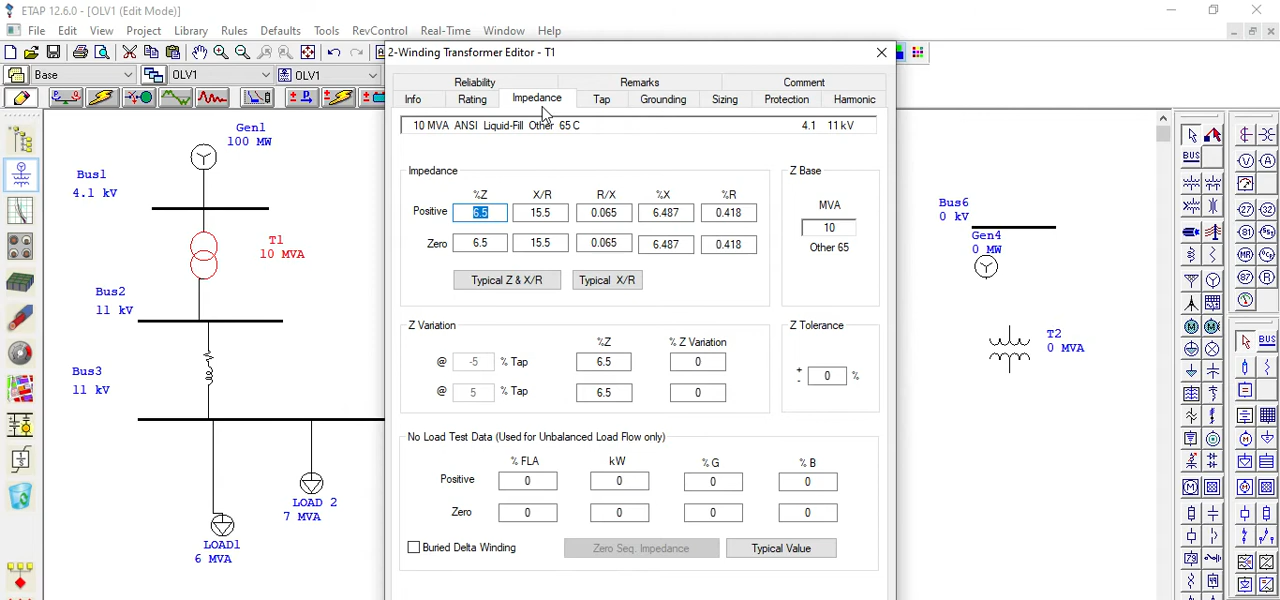 ETAP 12.6.0 - [OLV1 (Edit Mode)]
File Edit View Project Library Rules Defaults Tools RevControl Real-Time Window Help
Base OLV1 OLV1
2-Winding Transformer Editor - T1
Reliability Remarks Comment
Info Rating Impedance Tap Grounding Sizing Protection Harmonic
10 MVA ANSI Liquid-Fill Other 65 C 4.1 11 kV
Impedance
%Z X/R R/X %X %R
Positive 6.5 15.5 0.065 6.487 0.418
Zero 6.5 15.5 0.065 6.487 0.418
Typical Z & X/R Typical X/R
Z Base
MVA
10
Other 65
Z Variation
%Z % Z Variation
@ -5 % Tap 6.5 0
@ 5 % Tap 6.5 0
Z Tolerance
+
- 0 %
No Load Test Data (Used for Unbalanced Load Flow only)
% FLA kW % G % B
Positive 0 0 0 0
Zero 0 0 0 0
Buried Delta Winding Zero Seq. Impedance Typical Value
Gen1
100 MW
Bus1
4.1 kV
T1
10 MVA
Bus2
11 kV
Bus3
11 kV
LOAD 2
7 MVA
LOAD1
6 MVA
Bus6
0 kV
Gen4
0 MW
T2
0 MVA
BUS
BUS